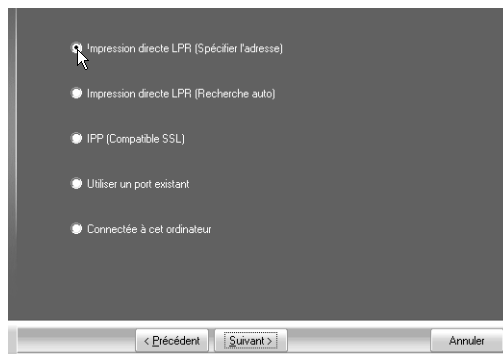 Impression directe LPR (Spécifier l'adresse)
Impression directe LPR (Recherche auto)
IPP (Compatible SSL)
Utiliser un port existant
Connectée à cet ordinateur
< Précédent
Suivant >
Annuler